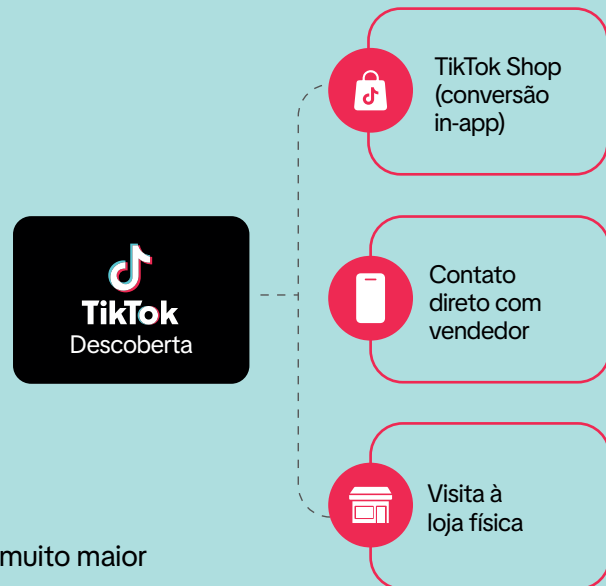 TikTok
Descoberta
TikTok Shop
(conversão
in-app)
Contato
direto com
vendedor
Visita à
loja física
muito maior